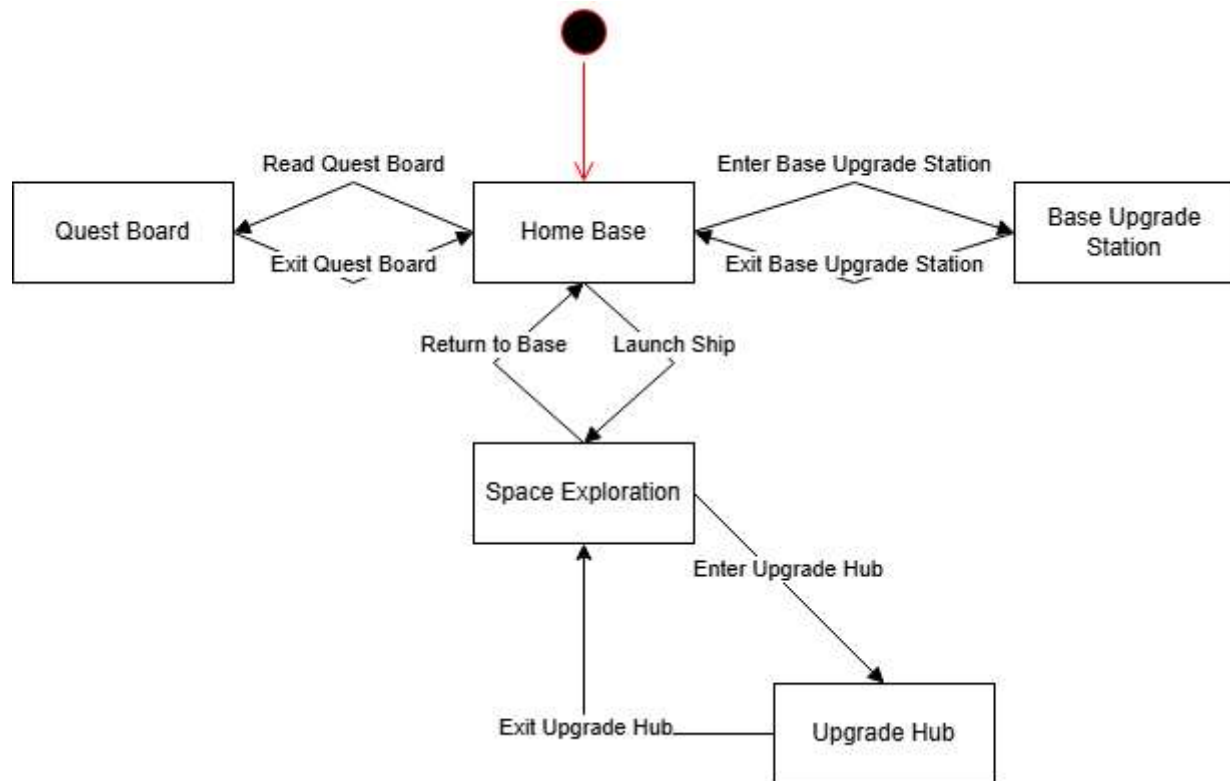 Read Quest Board
Enter Base Upgrade Station
Quest Board
Home Base
Base Upgrade
Station
Exit Quest Board
Exit Base Upgrade Station
Return to Base
Launch Ship
Space Exploration
Enter Upgrade Hub
Exit Upgrade Hub
Upgrade Hub